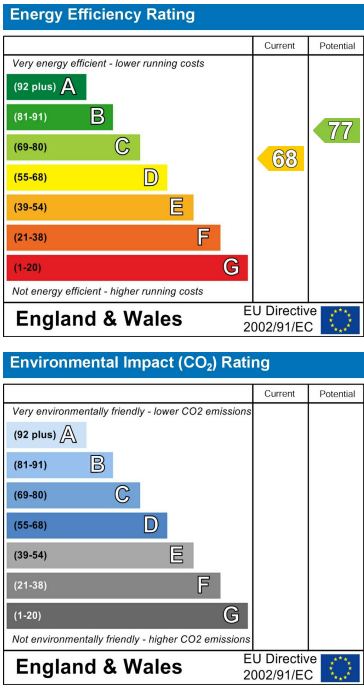 Energy Efficiency Rating
Current Potential
Very energy efficient - lower running costs
(92 plus) A
(81-91) B
(69-80) C
(55-68) D
(39-54) E
(21-38) F
(1-20) G
68
77
Not energy efficient - higher running costs
England & Wales
EU Directive
2002/91/EC
Environmental Impact (CO₂) Rating
Current Potential
Very environmentally friendly - lower CO2 emissions
(92 plus) A
(81-91) B
(69-80) C
(55-68) D
(39-54) E
(21-38) F
(1-20) G
Not environmentally friendly - higher CO2 emissions
England & Wales
EU Directive
2002/91/EC